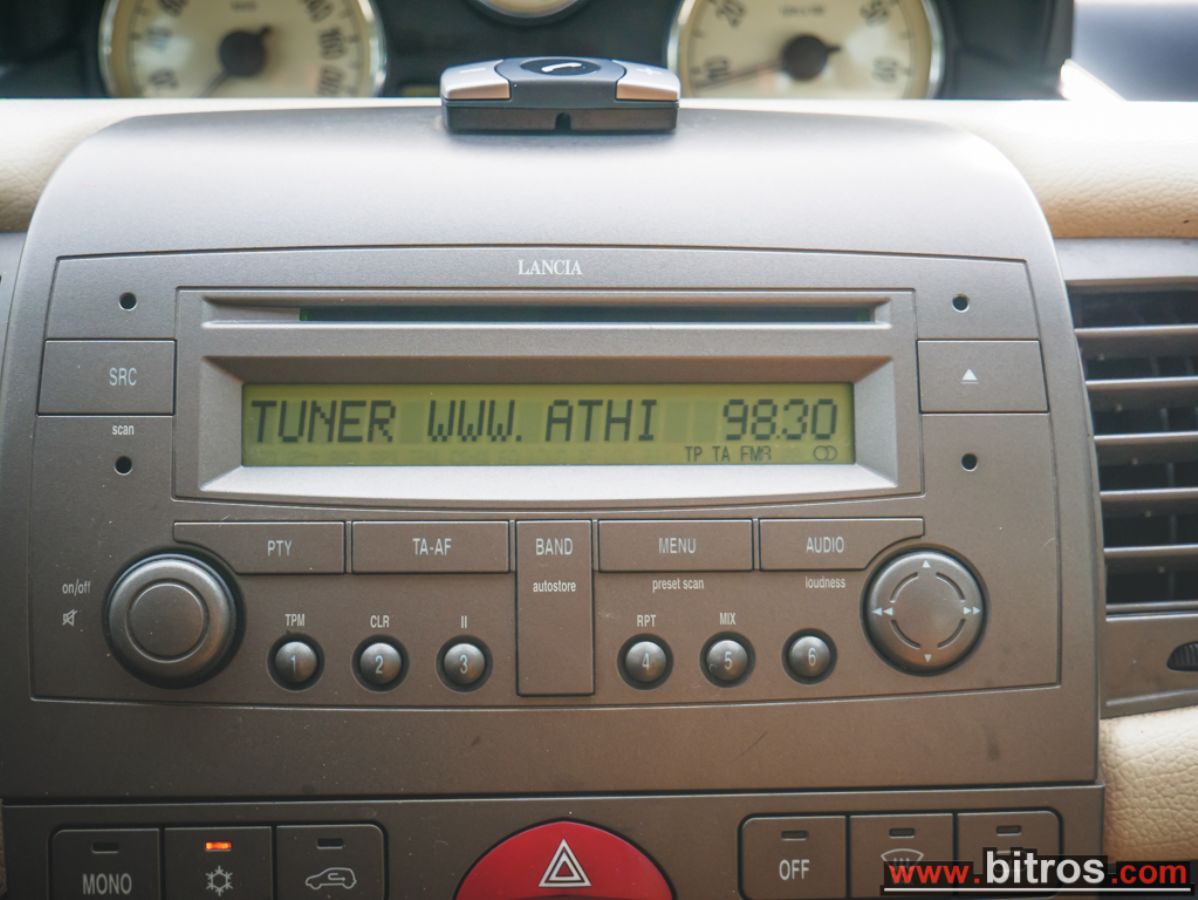 LANCIA
SRC
scan
TUNER WWW. ATHI 98.30
TP TA FMR
PTY TA-AF BAND MENU AUDIO
autostore preset scan loudness
on/off
TPM CLR II RPT MIX
1 2 3 4 5 6
MONO OFF
www.bitros.com